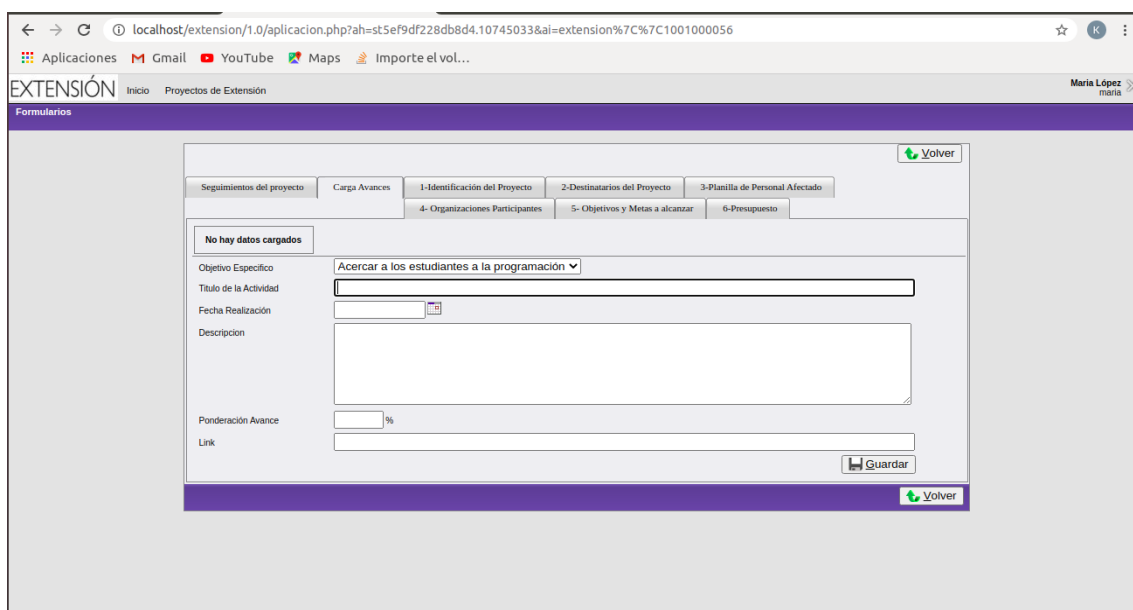 localhost/extension/1.0/aplicacion.php?ah=st5ef9df228db8d4.10745033&ai=extension%7C%7C1001000056
K
Aplicaciones Gmail YouTube Maps Importe el vol...
EXTENSIÓN Inicio Proyectos de Extensión Maria López
maria
Formularios
Volver
Seguimientos del proyecto Carga Avances 1-Identificación del Proyecto 2-Destinatarios del Proyecto 3-Planilla de Personal Afectado
4- Organizaciones Participantes 5- Objetivos y Metas a alcanzar 6-Presupuesto
No hay datos cargados
Objetivo Especifico Acercar a los estudiantes a la programación
Titulo de la Actividad
Fecha Realización
Descripcion
Ponderación Avance %
Link
Guardar
Volver